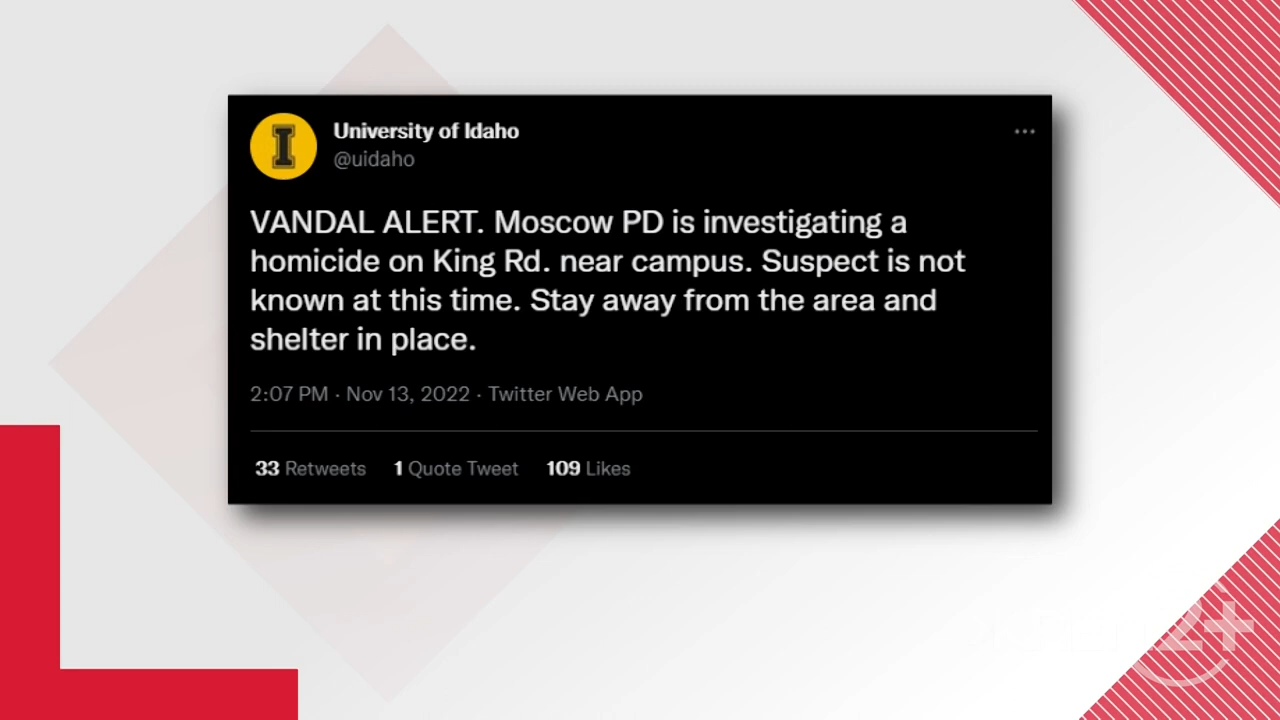 I
University of Idaho
@uidaho
VANDAL ALERT. Moscow PD is investigating a
homicide on King Rd. near campus. Suspect is not
known at this time. Stay away from the area and
shelter in place.
2:07 PM · Nov 13, 2022 · Twitter Web App
33 Retweets 1 Quote Tweet 109 Likes